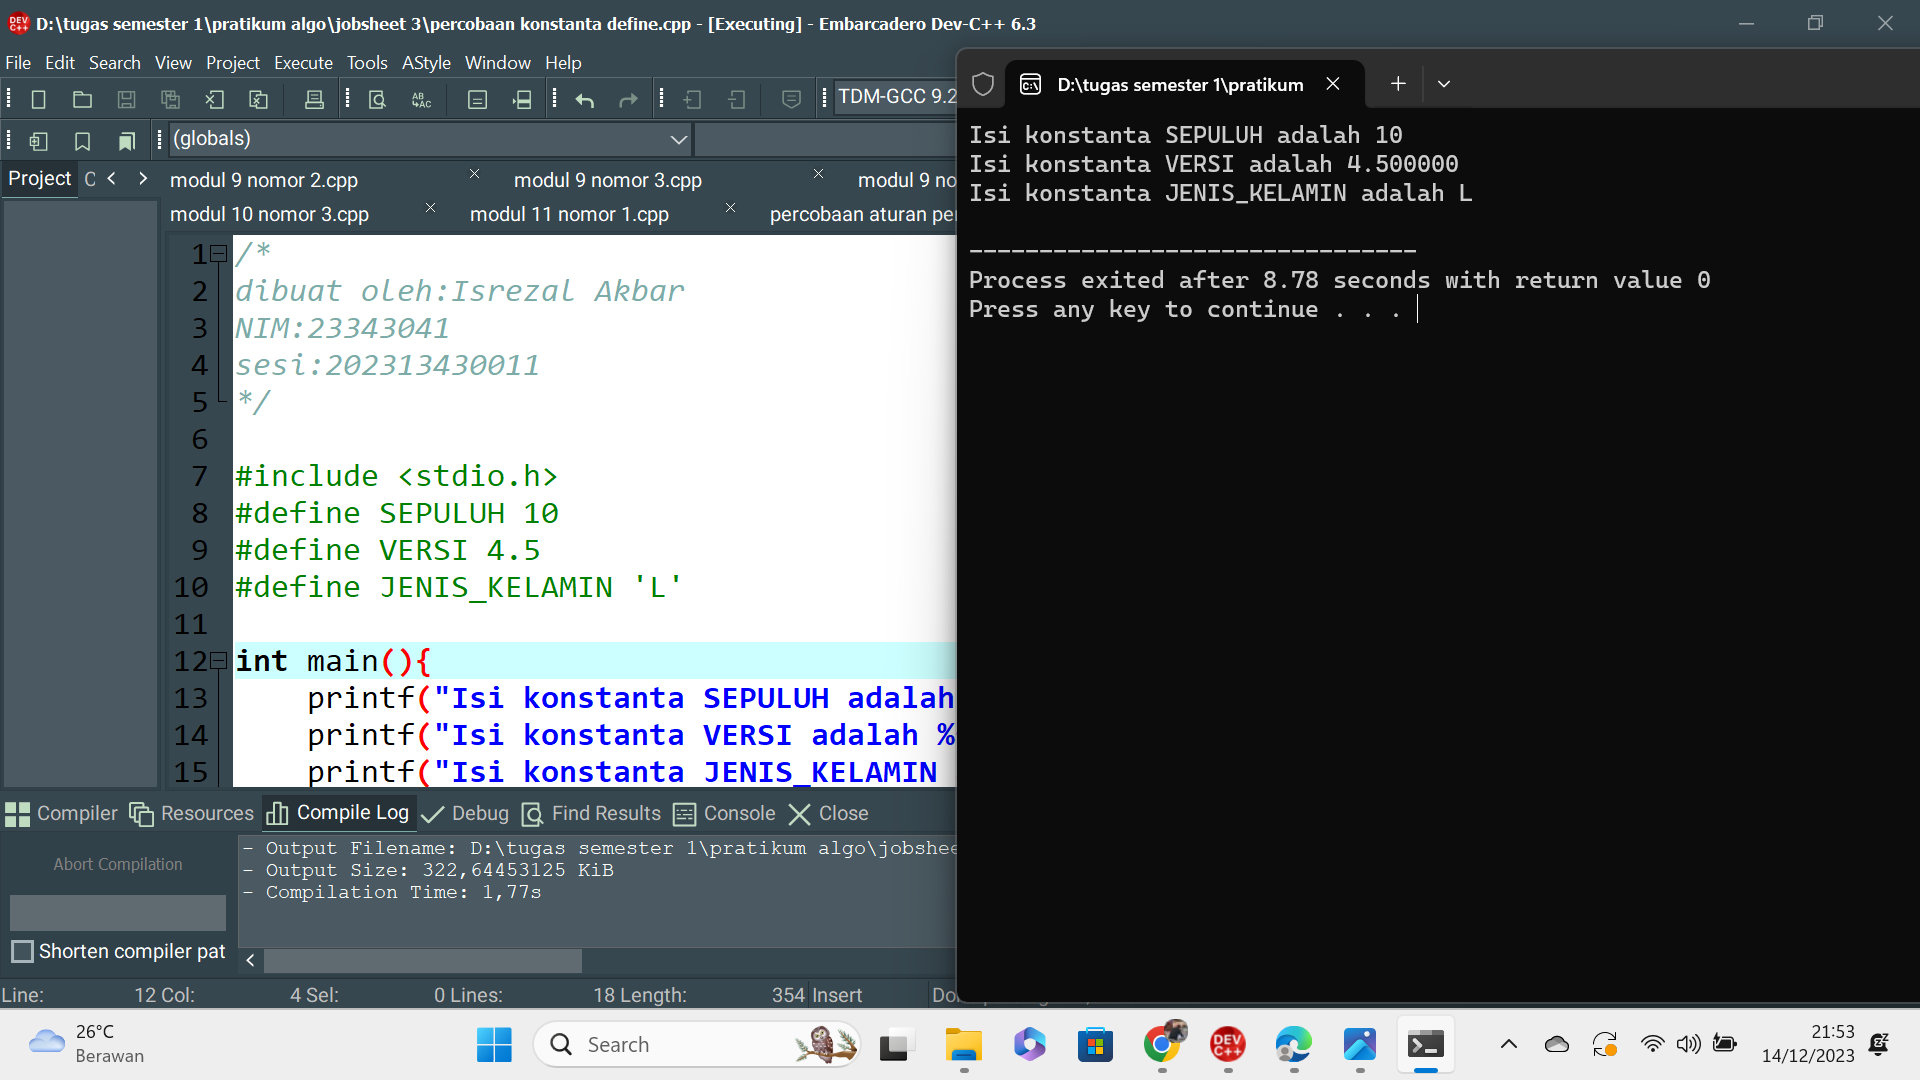 D:\tugas semester 1\pratikum algo\jobsheet 3\percobaan konstanta define.cpp - [Executing] - Embarcadero Dev-C++ 6.3
File Edit Search View Project Execute Tools AStyle Window Help
TDM-GCC 9.2
(globals)
Project
modul 9 nomor 2.cpp
modul 9 nomor 3.cpp
modul 9 no
modul 10 nomor 3.cpp
modul 11 nomor 1.cpp
percobaan aturan pe
1 /*
2 dibuat oleh:Isrezal Akbar
3 NIM:23343041
4 sesi:202313430011
5 */
6
7 #include <stdio.h>
8 #define SEPULUH 10
9 #define VERSI 4.5
10 #define JENIS_KELAMIN 'L'
11
12 int main(){
13 printf("Isi konstanta SEPULUH adalah
14 printf("Isi konstanta VERSI adalah %
15 printf("Isi konstanta JENIS_KELAMIN
Compiler Resources Compile Log Debug Find Results Console Close
Abort Compilation
Shorten compiler pat
- Output Filename: D:\tugas semester 1\pratikum algo\jobshee
- Output Size: 322,64453125 KiB
- Compilation Time: 1,77s
Line: 12 Col: 4 Sel: 0 Lines: 18 Length: 354 Insert
D:\tugas semester 1\pratikum
Isi konstanta SEPULUH adalah 10
Isi konstanta VERSI adalah 4.500000
Isi konstanta JENIS_KELAMIN adalah L
--------------------------------
Process exited after 8.78 seconds with return value 0
Press any key to continue . . .
26°C
Berawan
Search
DEV C++
21:53
14/12/2023